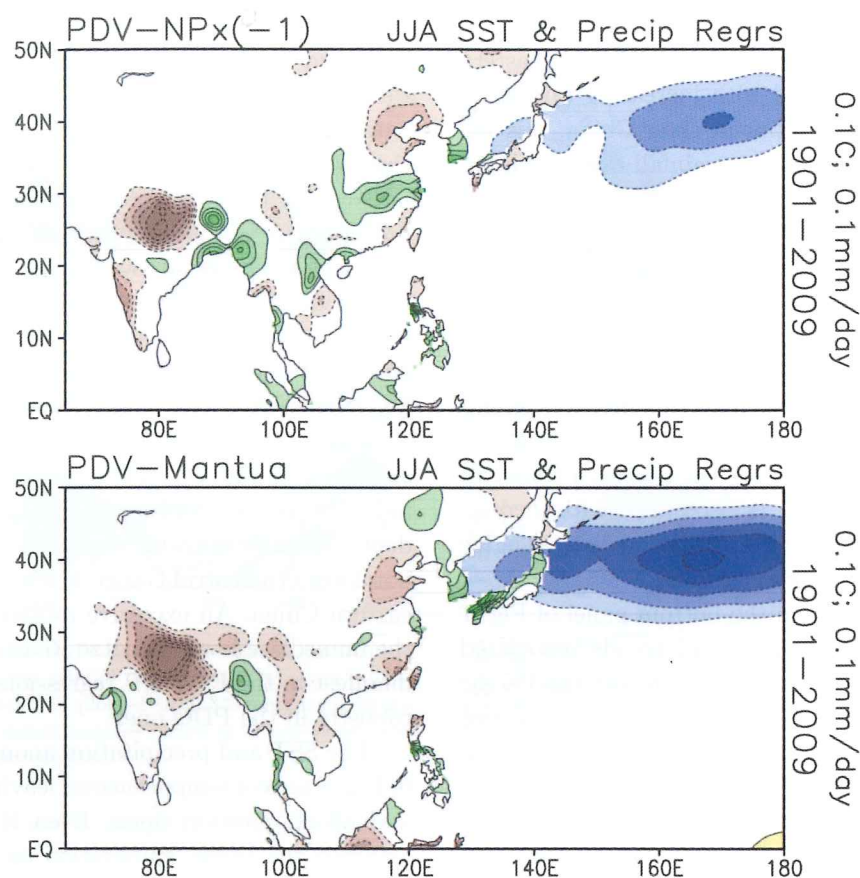 PDV-NPx(-1) JJA SST & Precip Regrs
50N
40N
30N
20N
10N
EQ
80E 100E 120E 140E 160E 180
0.1C; 0.1mm/day
1901-2009
PDV-Mantua JJA SST & Precip Regrs
50N
40N
30N
20N
10N
EQ
80E 100E 120E 140E 160E 180
0.1C; 0.1mm/day
1901-2009